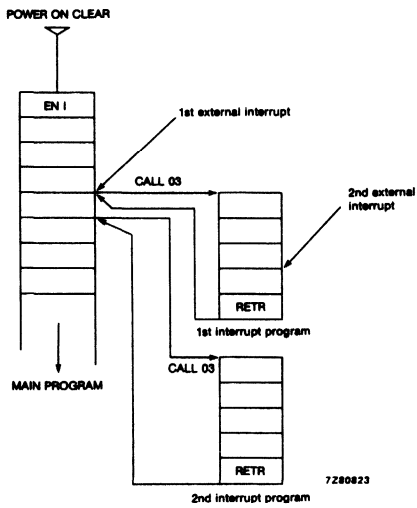 POWER ON CLEAR
EN I
1st external interrupt
CALL 03
2nd external
interrupt
RETR
1st interrupt program
MAIN PROGRAM
CALL 03
RETR
7Z80823
2nd interrupt program